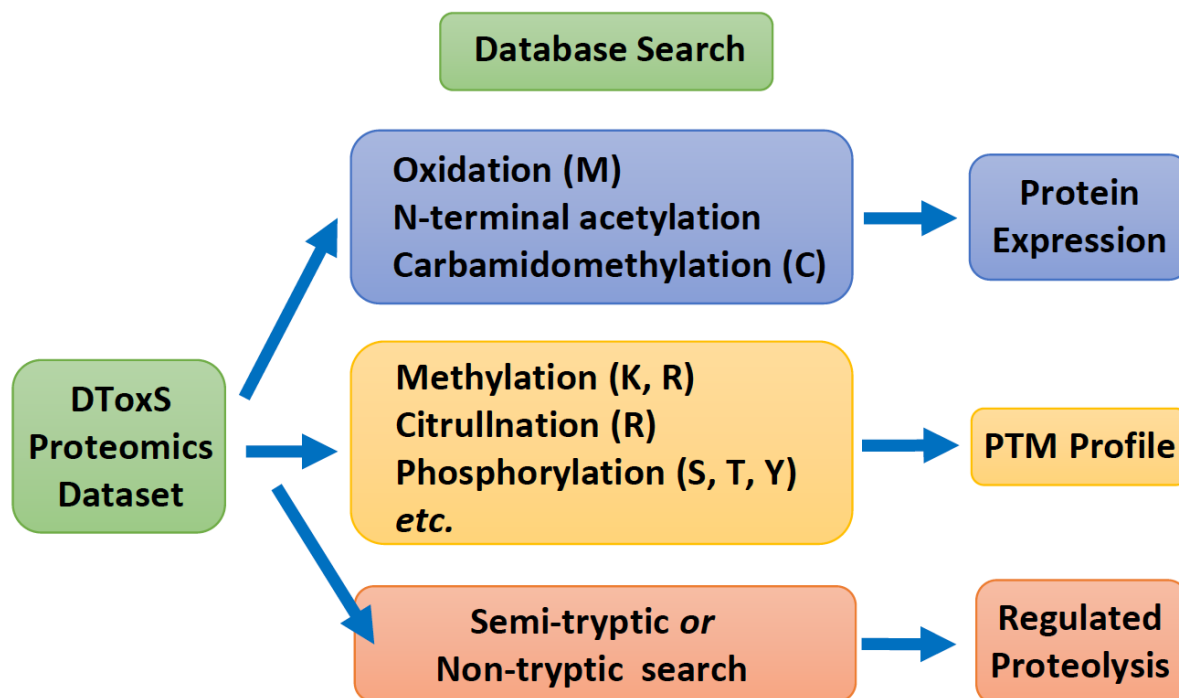 Database Search
Oxidation (M)
N-terminal acetylation
Carbamidomethylation (C)
Protein
Expression
DToxS
Proteomics
Dataset
Methylation (K, R)
Citrullnation (R)
Phosphorylation (S, T, Y)
etc.
PTM Profile
Semi-tryptic or
Non-tryptic search
Regulated
Proteolysis